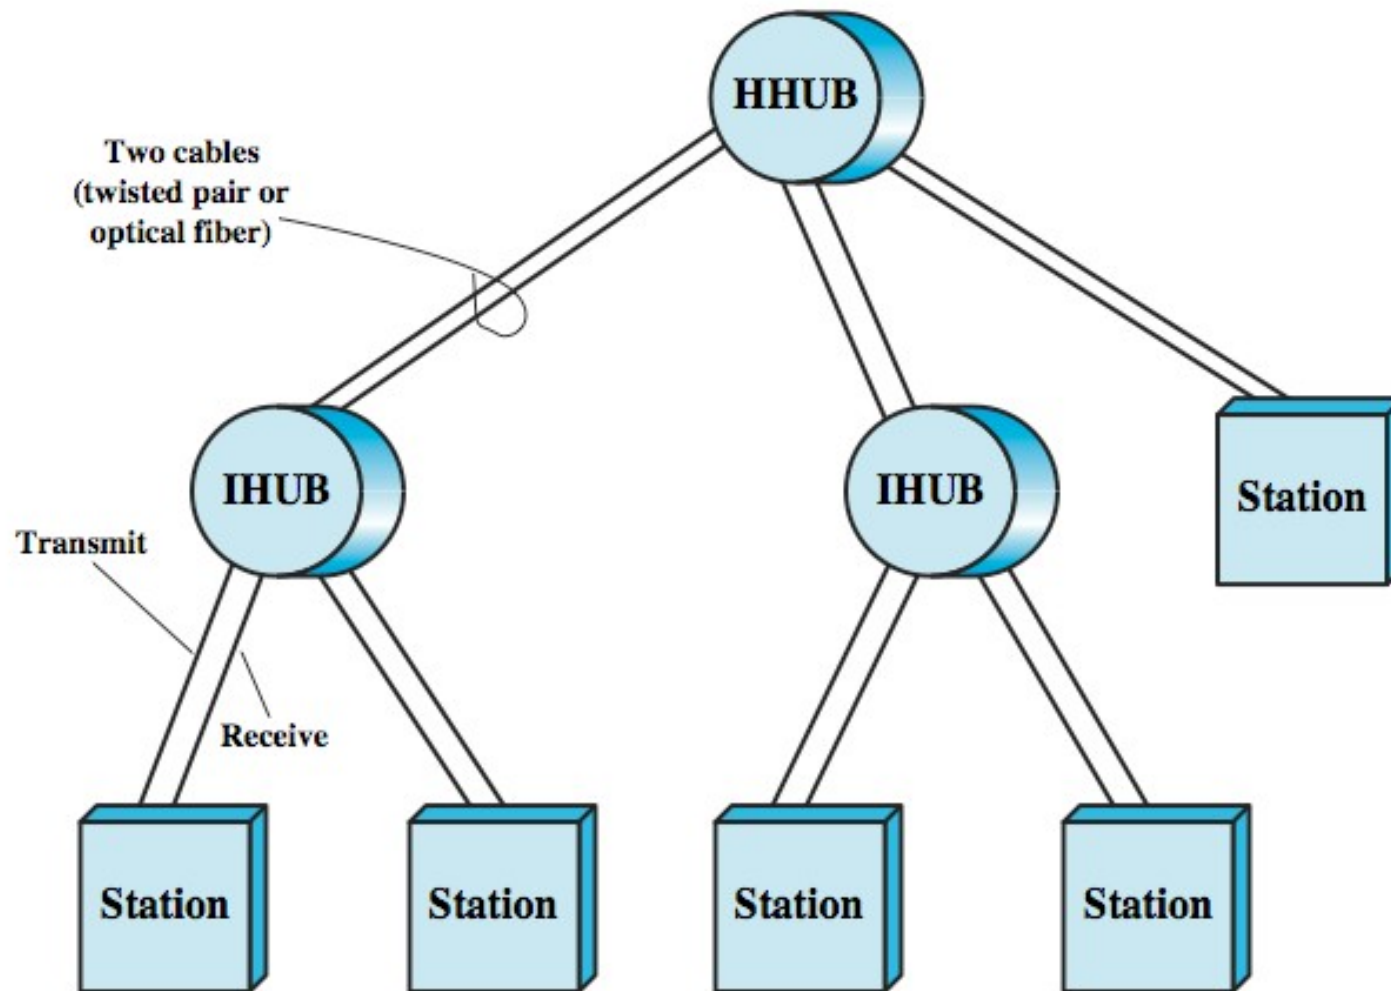 HHUB
Two cables
(twisted pair or
optical fiber)
IHUB
IHUB
Station
Transmit
Receive
Station
Station
Station
Station